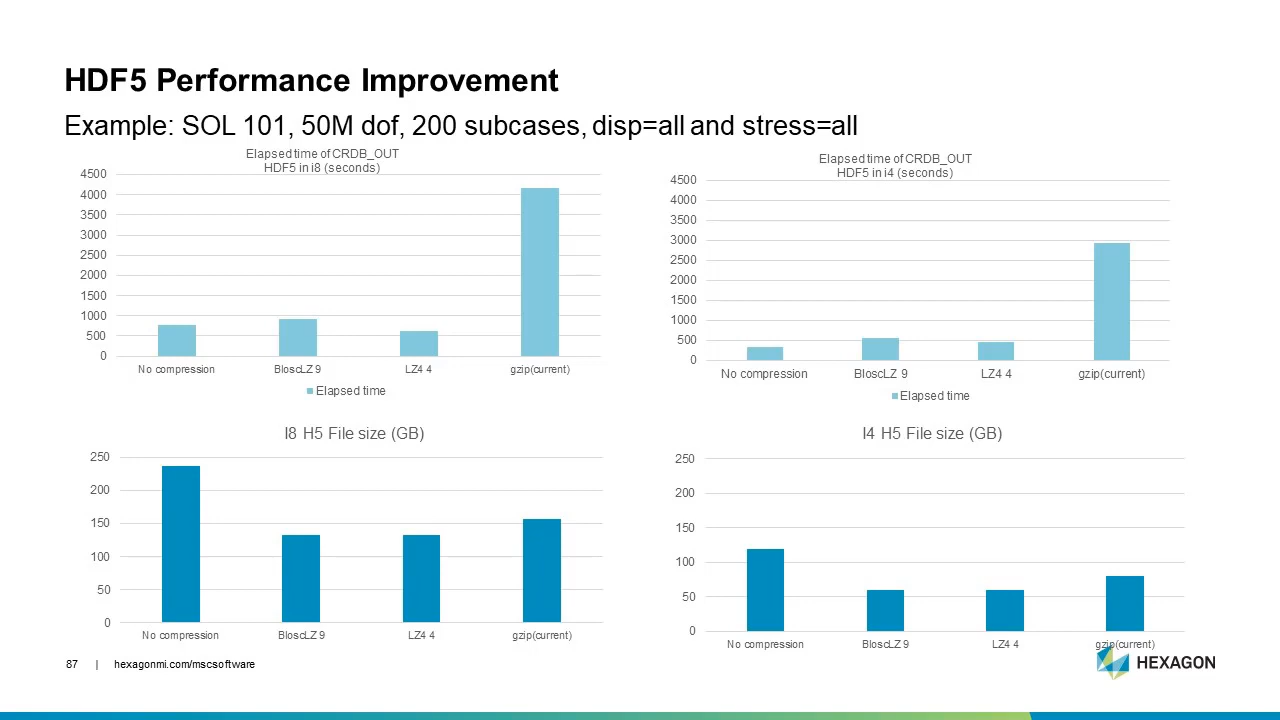 HDF5 Performance Improvement
Example: SOL 101, 50M dof, 200 subcases, disp=all and stress=all
Elapsed time of CRDB_OUT
HDF5 in i8 (seconds)
4500
4000
3500
3000
2500
2000
1500
1000
500
0
No compression BloscLZ 9 LZ4 4 gzip(current)
Elapsed time
Elapsed time of CRDB_OUT
HDF5 in i4 (seconds)
4500
4000
3500
3000
2500
2000
1500
1000
500
0
No compression BloscLZ 9 LZ4 4 gzip(current)
Elapsed time
I8 H5 File size (GB)
250
200
150
100
50
0
No compression BloscLZ 9 LZ4 4 gzip(current)
I4 H5 File size (GB)
250
200
150
100
50
0
No compression BloscLZ 9 LZ4 4 gzip(current)
87 | hexagonmi.com/mscsoftware
HEXAGON